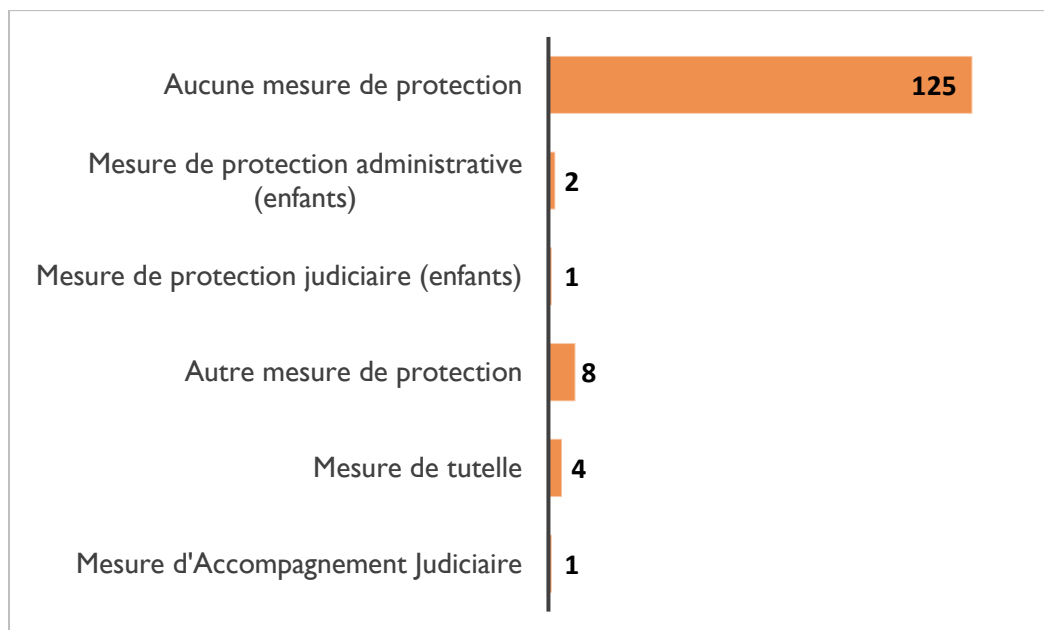 Aucune mesure de protection
125
Mesure de protection administrative
(enfants)
2
Mesure de protection judiciaire (enfants)
1
Autre mesure de protection
8
Mesure de tutelle
4
Mesure d'Accompagnement Judiciaire
1